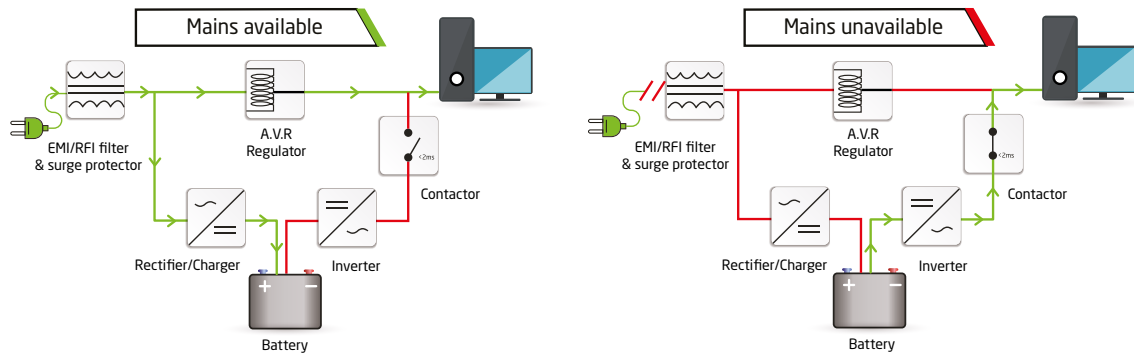 Mains available
EMI/RFI filter
& surge protector
A.V.R
Regulator
<2ms
Contactor
Rectifier/Charger
Inverter
+ −
Battery
Mains unavailable
EMI/RFI filter
& surge protector
A.V.R
Regulator
<2ms
Contactor
Rectifier/Charger
Inverter
+ −
Battery